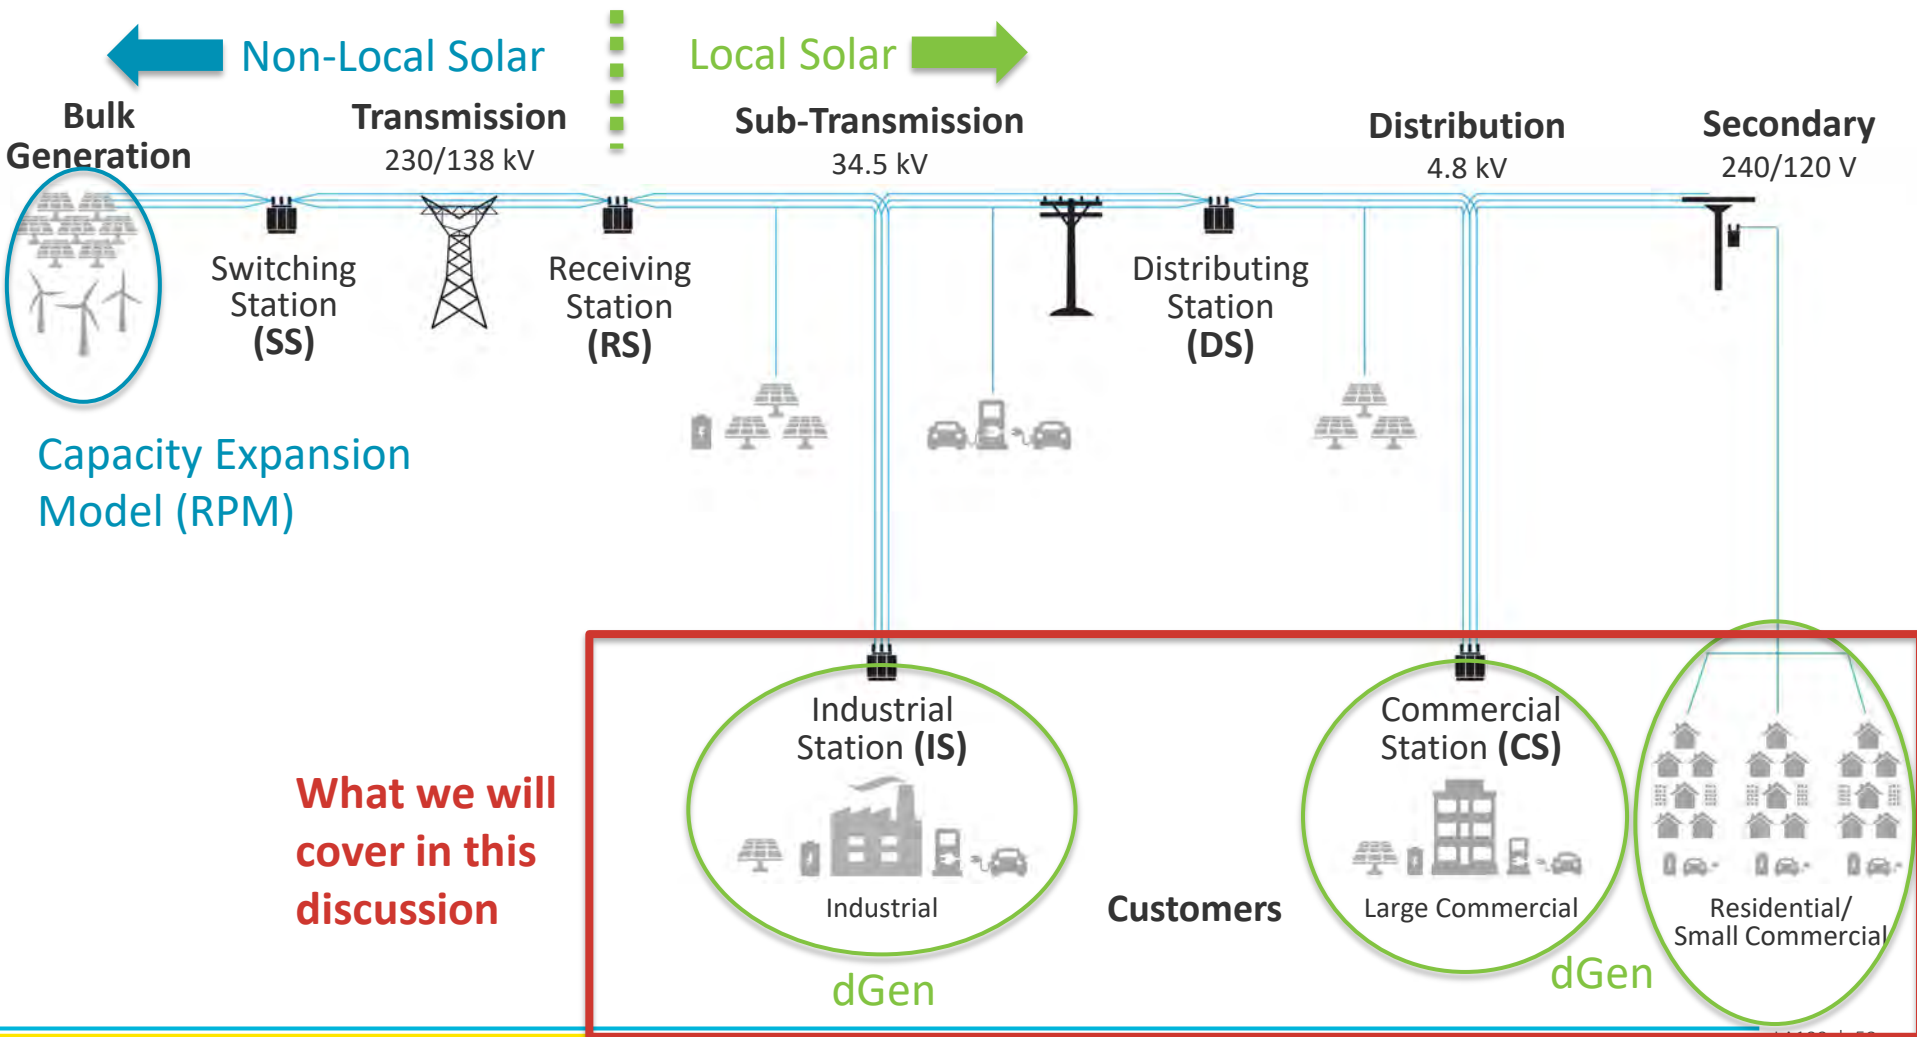 Non-Local Solar
Local Solar
Bulk
Generation
Transmission
230/138 kV
Sub-Transmission
34.5 kV
Distribution
4.8 kV
Secondary
240/120 V
Switching
Station
(SS)
Receiving
Station
(RS)
Distributing
Station
(DS)
Capacity Expansion
Model (RPM)
What we will
cover in this
discussion
Industrial
Station (IS)
Industrial
Customers
Commercial
Station (CS)
Large Commercial
Residential/
Small Commercial
dGen
dGen